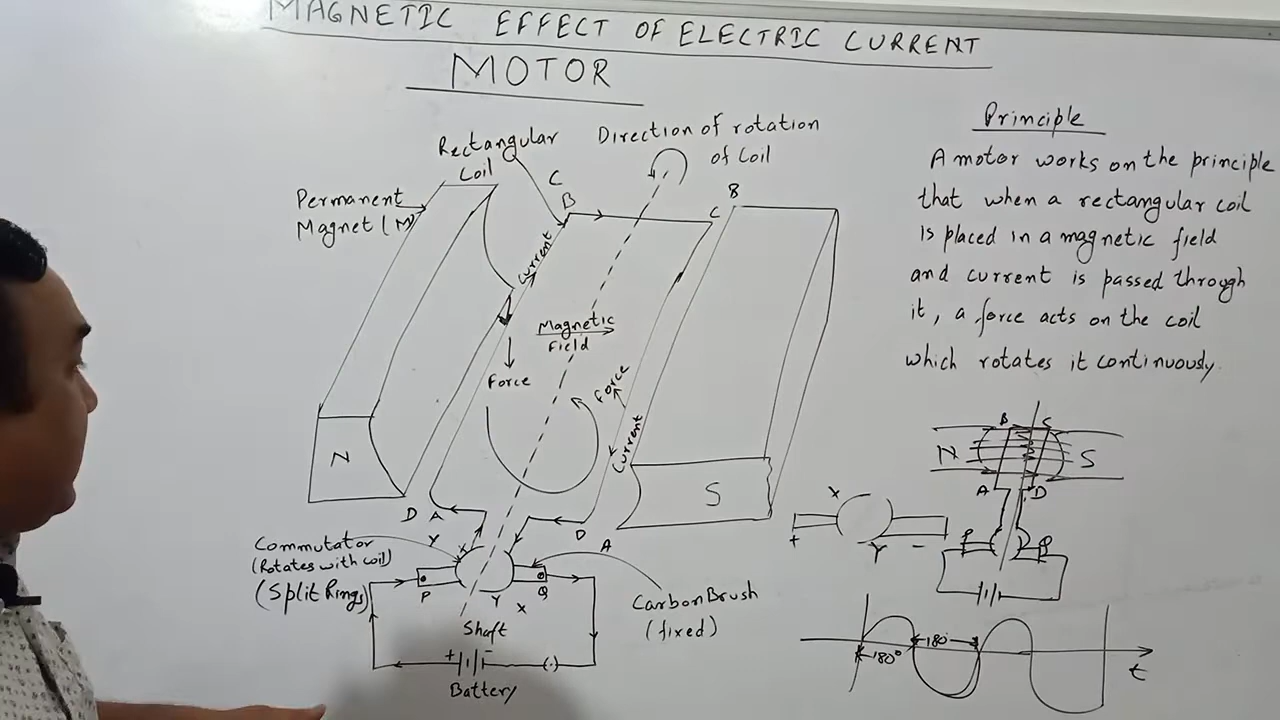 MAGNETIC EFFECT OF ELECTRIC CURRENT
MOTOR
Rectangular
Coil
Direction of rotation
of Coil
Permanent
Magnet (M)
C
B
C
B
Current
Magnetic
Field
Force
Force
Current
N
S
D A
Y
D
A
Commutator
(Rotates with coil)
(Split Rings)
X
P
Y
Q
X
Shaft
Carbon Brush
(fixed)
+
-
(.)
Battery
Principle
A motor works on the principle
that when a rectangular coil
is placed in a magnetic field
and current is passed through
it, a force acts on the coil
which rotates it continuously.
B C
N
S
A
D
X
+
Y
-
P
180°
180
t